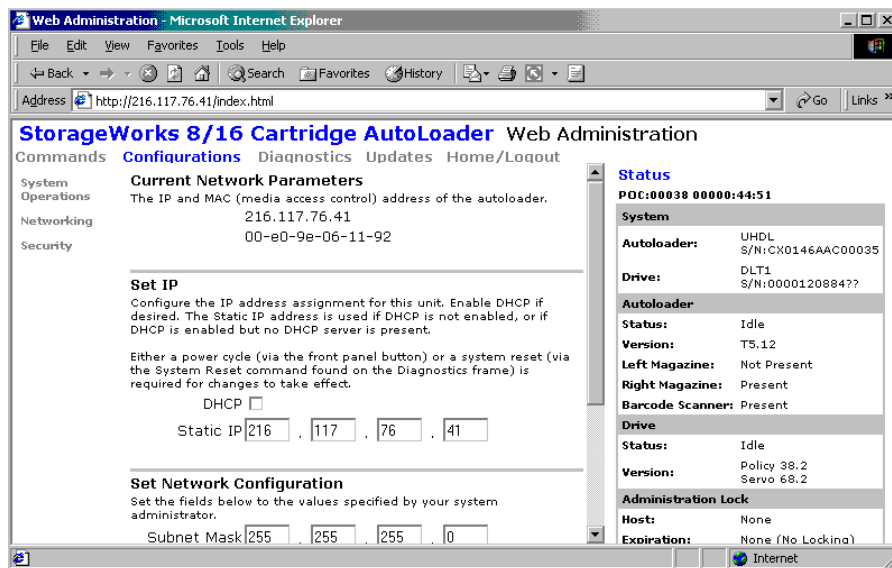 Web Administration - Microsoft Internet Explorer
File Edit View Favorites Tools Help
Back Search Favorites History
Address http://216.117.76.41/index.html Go Links »
StorageWorks 8/16 Cartridge AutoLoader Web Administration
Commands Configurations Diagnostics Updates Home/Logout
System
Operations
Networking
Security
Current Network Parameters
The IP and MAC (media access control) address of the autoloader.
216.117.76.41
00-e0-9e-06-11-92
Set IP
Configure the IP address assignment for this unit. Enable DHCP if
desired. The Static IP address is used if DHCP is not enabled, or if
DHCP is enabled but no DHCP server is present.
Either a power cycle (via the front panel button) or a system reset (via
the System Reset command found on the Diagnostics frame) is
required for changes to take effect.
DHCP
Static IP 216 . 117 . 76 . 41
Set Network Configuration
Set the fields below to the values specified by your system
administrator.
Subnet Mask 255 . 255 . 255 . 0
Status
POC:00038 00000:44:51
System
Autoloader: UHDL
S/N:CX0146AAC00035
Drive: DLT1
S/N:0000120884??
Autoloader
Status: Idle
Version: T5.12
Left Magazine: Not Present
Right Magazine: Present
Barcode Scanner: Present
Drive
Status: Idle
Version: Policy 38.2
Servo 68.2
Administration Lock
Host: None
Expiration: None (No Locking)
Internet